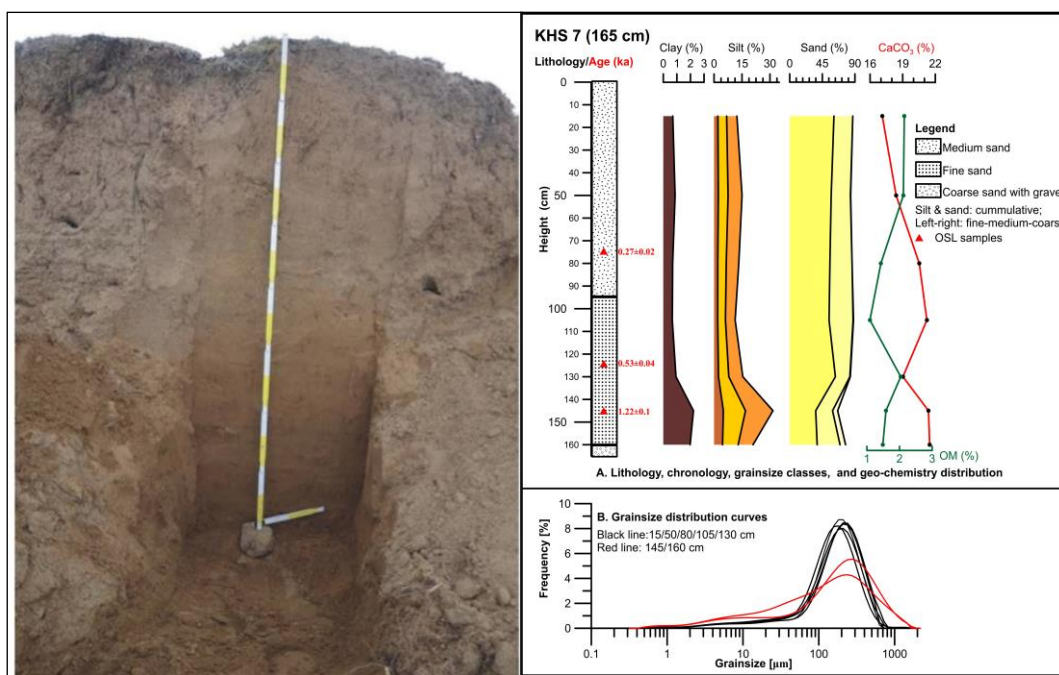 KHS 7 (165 cm)
Clay (%) Silt (%) Sand (%) CaCO₃ (%)
Lithology/Age (ka) 0 1 2 3 0 15 30 0 45 90 16 19 22
0
10
20
30
40
50
60
70
80
90
100
110
120
130
140
150
160
Height (cm)
0.27±0.02
0.53±0.04
1.22±0.1
Legend
Medium sand
Fine sand
Coarse sand with grave
Silt & sand: cummulative;
Left-right: fine-medium-coars
OSL samples
1 2 3 OM (%)
A. Lithology, chronology, grainsize classes, and geo-chemistry distribution
B. Grainsize distribution curves
Black line:15/50/80/105/130 cm
Red line: 145/160 cm
Frequency [%]
10
8
6
4
2
0
0.1 1 10 100 1000
Grainsize [µm]